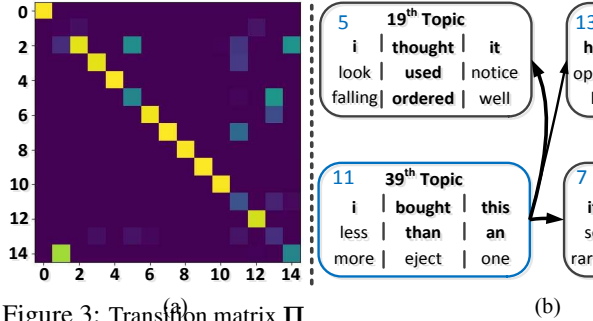 0
2
4
6
8
10
12
14
0 2 4 6 8 10 12 14
(a)
5
19th Topic
i | thought | it
look | used | notice
falling | ordered | well
11
39th Topic
i | bought | this
less | than | an
more | eject | one
13
7
(b)
Figure 3: Transition matrix Π